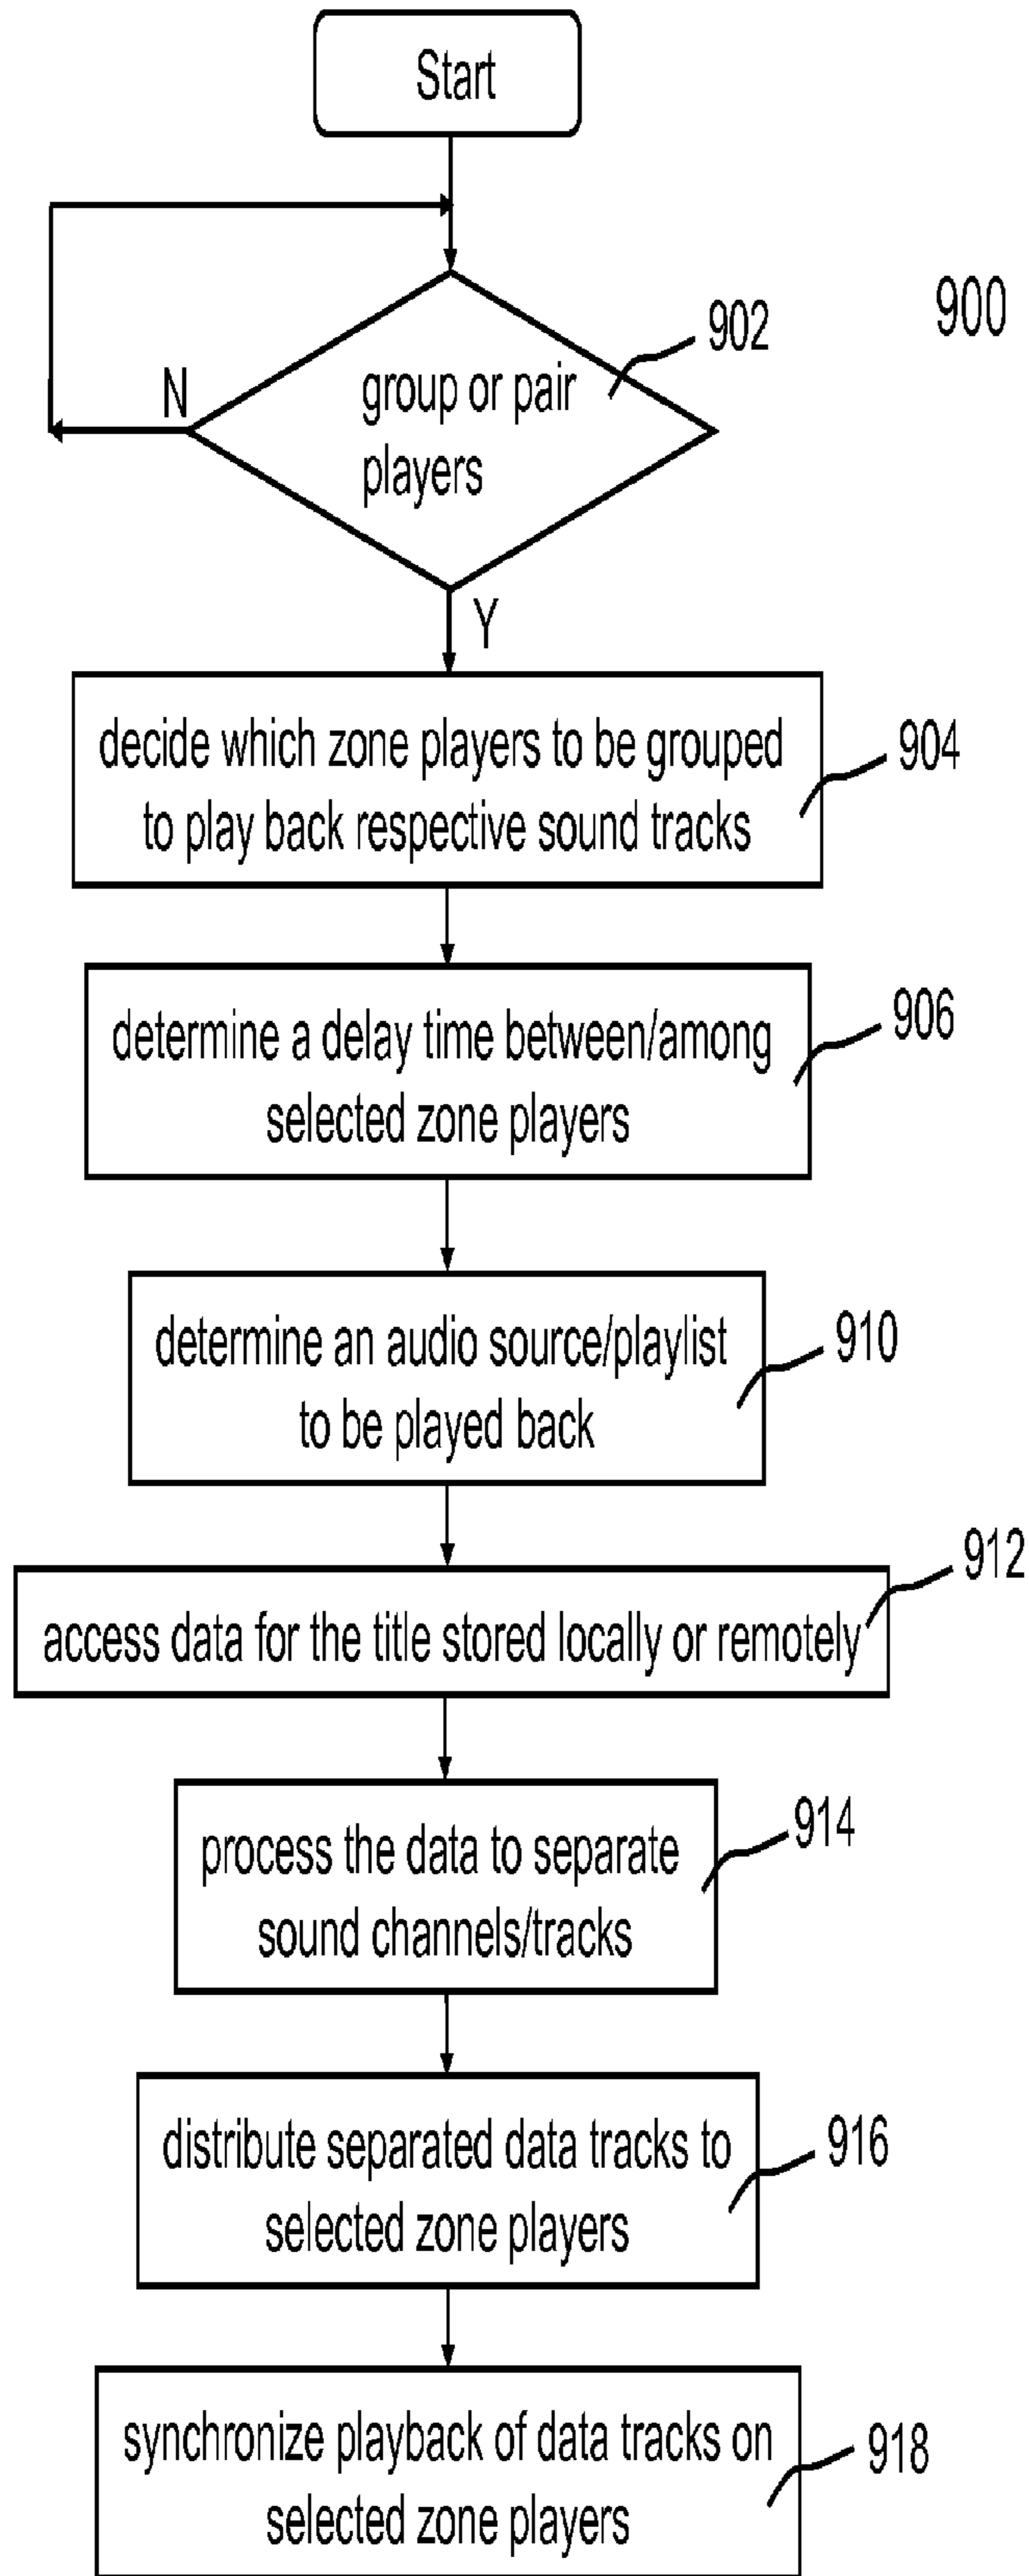 Start
900
902
group or pair
players
N
Y
decide which zone players to be grouped
to play back respective sound tracks
904
determine a delay time between/among
selected zone players
906
determine an audio source/playlist
to be played back
910
access data for the title stored locally or remotely
912
process the data to separate
sound channels/tracks
914
distribute separated data tracks to
selected zone players
916
synchronize playback of data tracks on
selected zone players
918